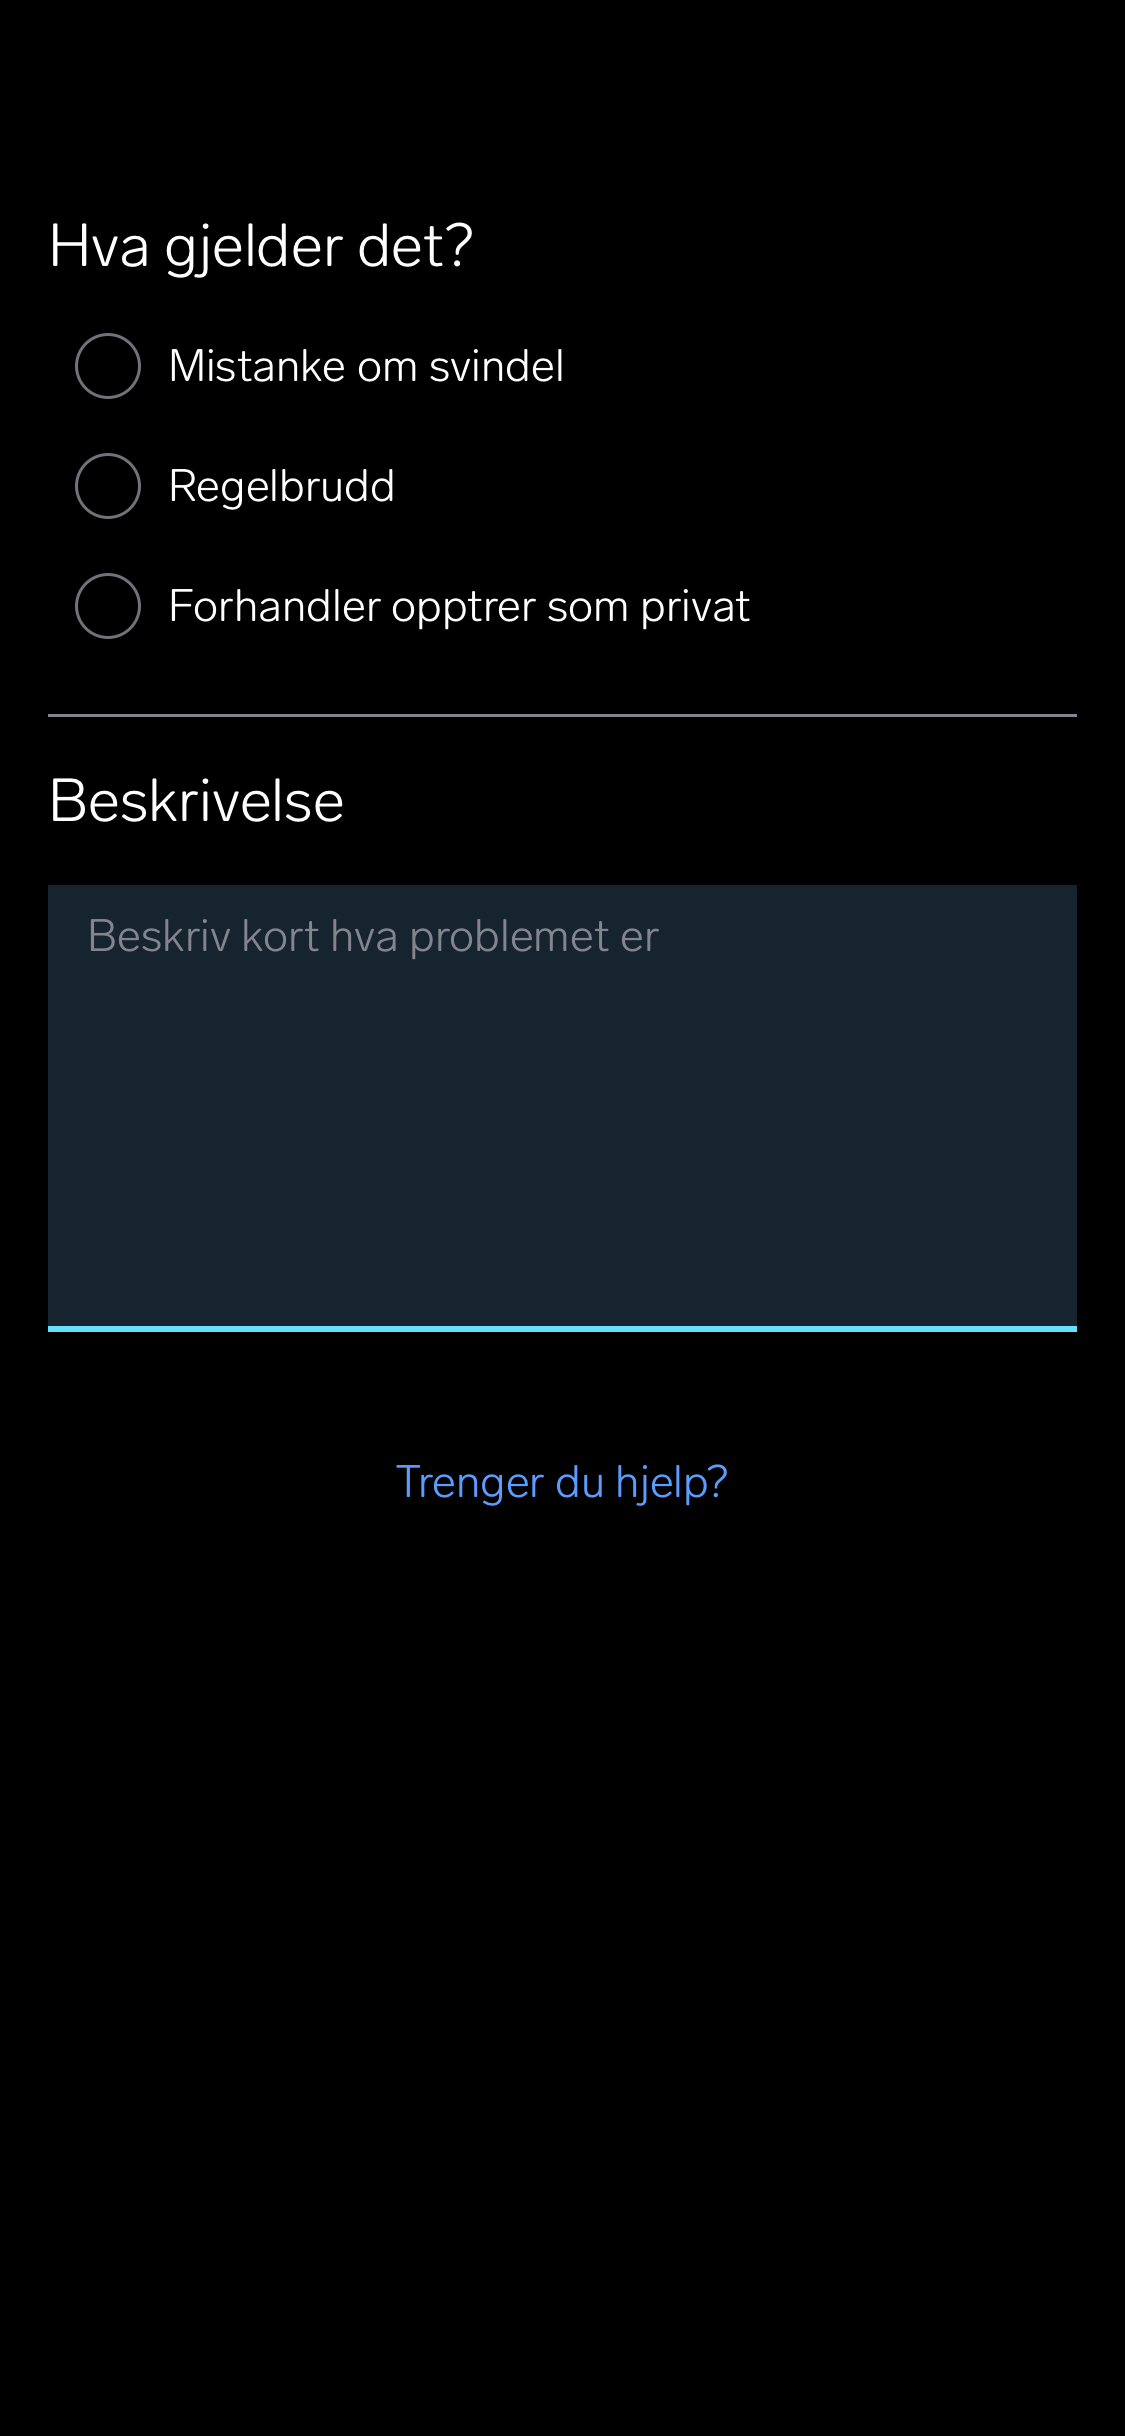 Hva gjelder det?
Mistanke om svindel
Regelbrudd
Forhandler opptrer som privat
Beskrivelse
Beskriv kort hva problemet er
Trenger du hjelp?